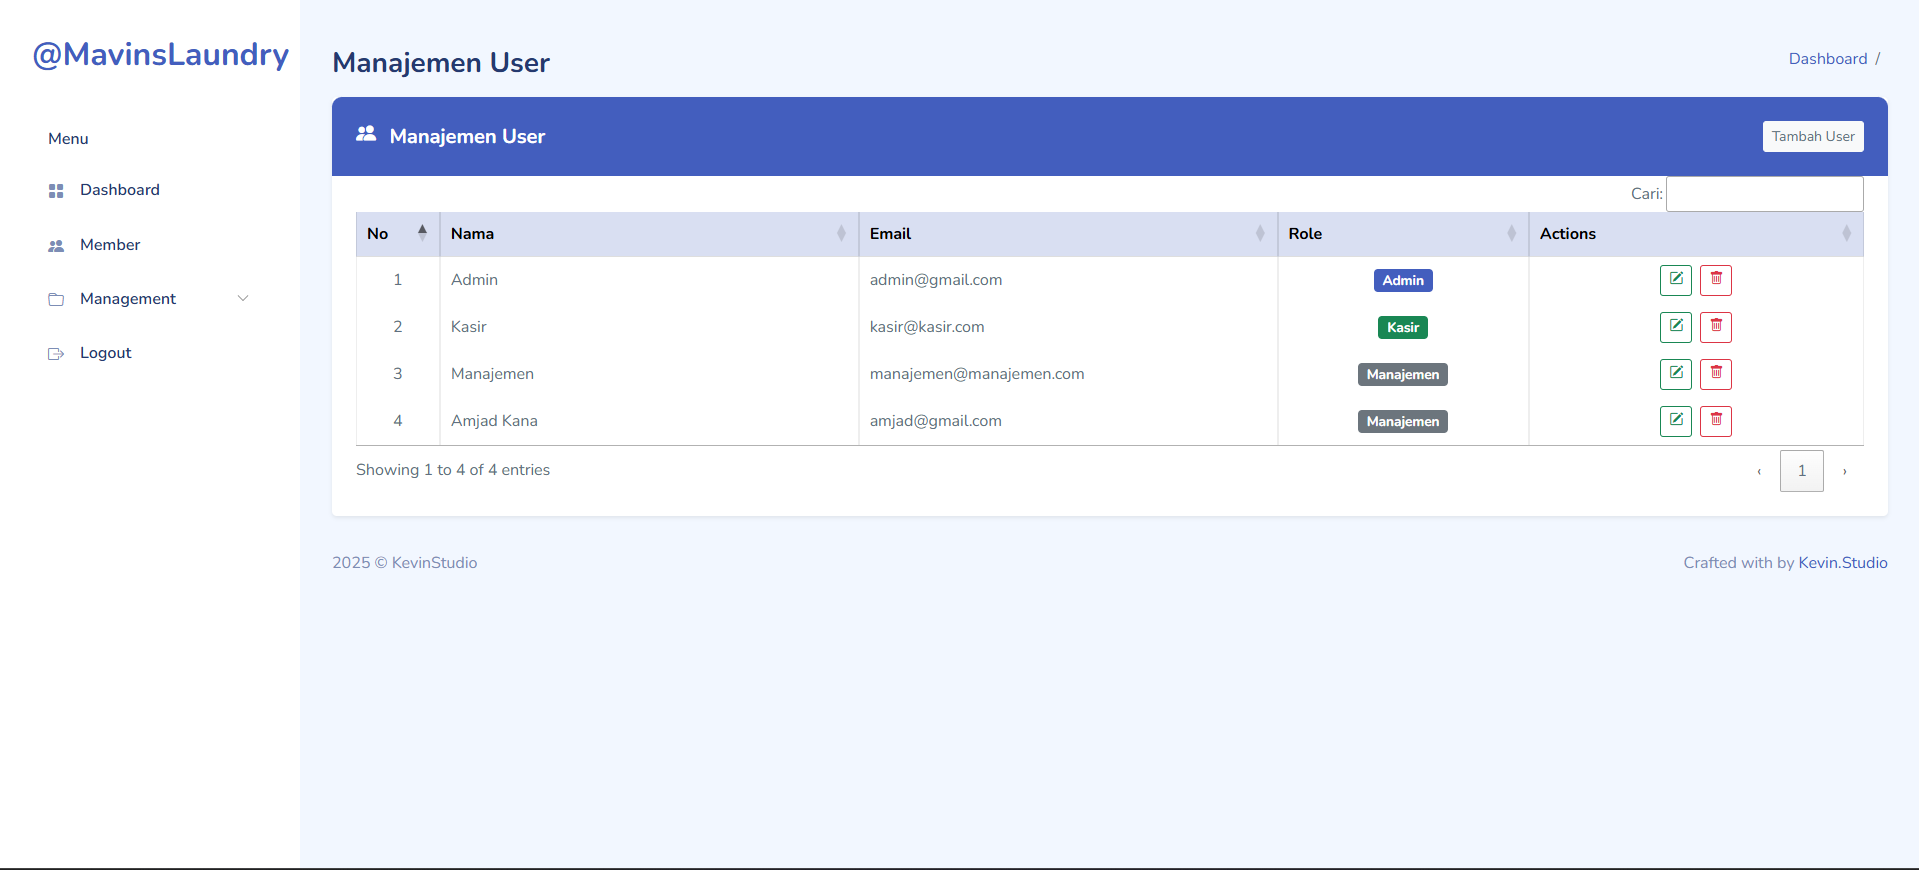 @MavinsLaundry
Menu
Dashboard
Member
Management
Logout
Manajemen User
Dashboard /
Manajemen User
Tambah User
Cari:
No Nama Email Role Actions
1 Admin admin@gmail.com Admin
2 Kasir kasir@kasir.com Kasir
3 Manajemen manajemen@manajemen.com Manajemen
4 Amjad Kana amjad@gmail.com Manajemen
Showing 1 to 4 of 4 entries
‹ 1 ›
2025 © KevinStudio
Crafted with by Kevin.Studio